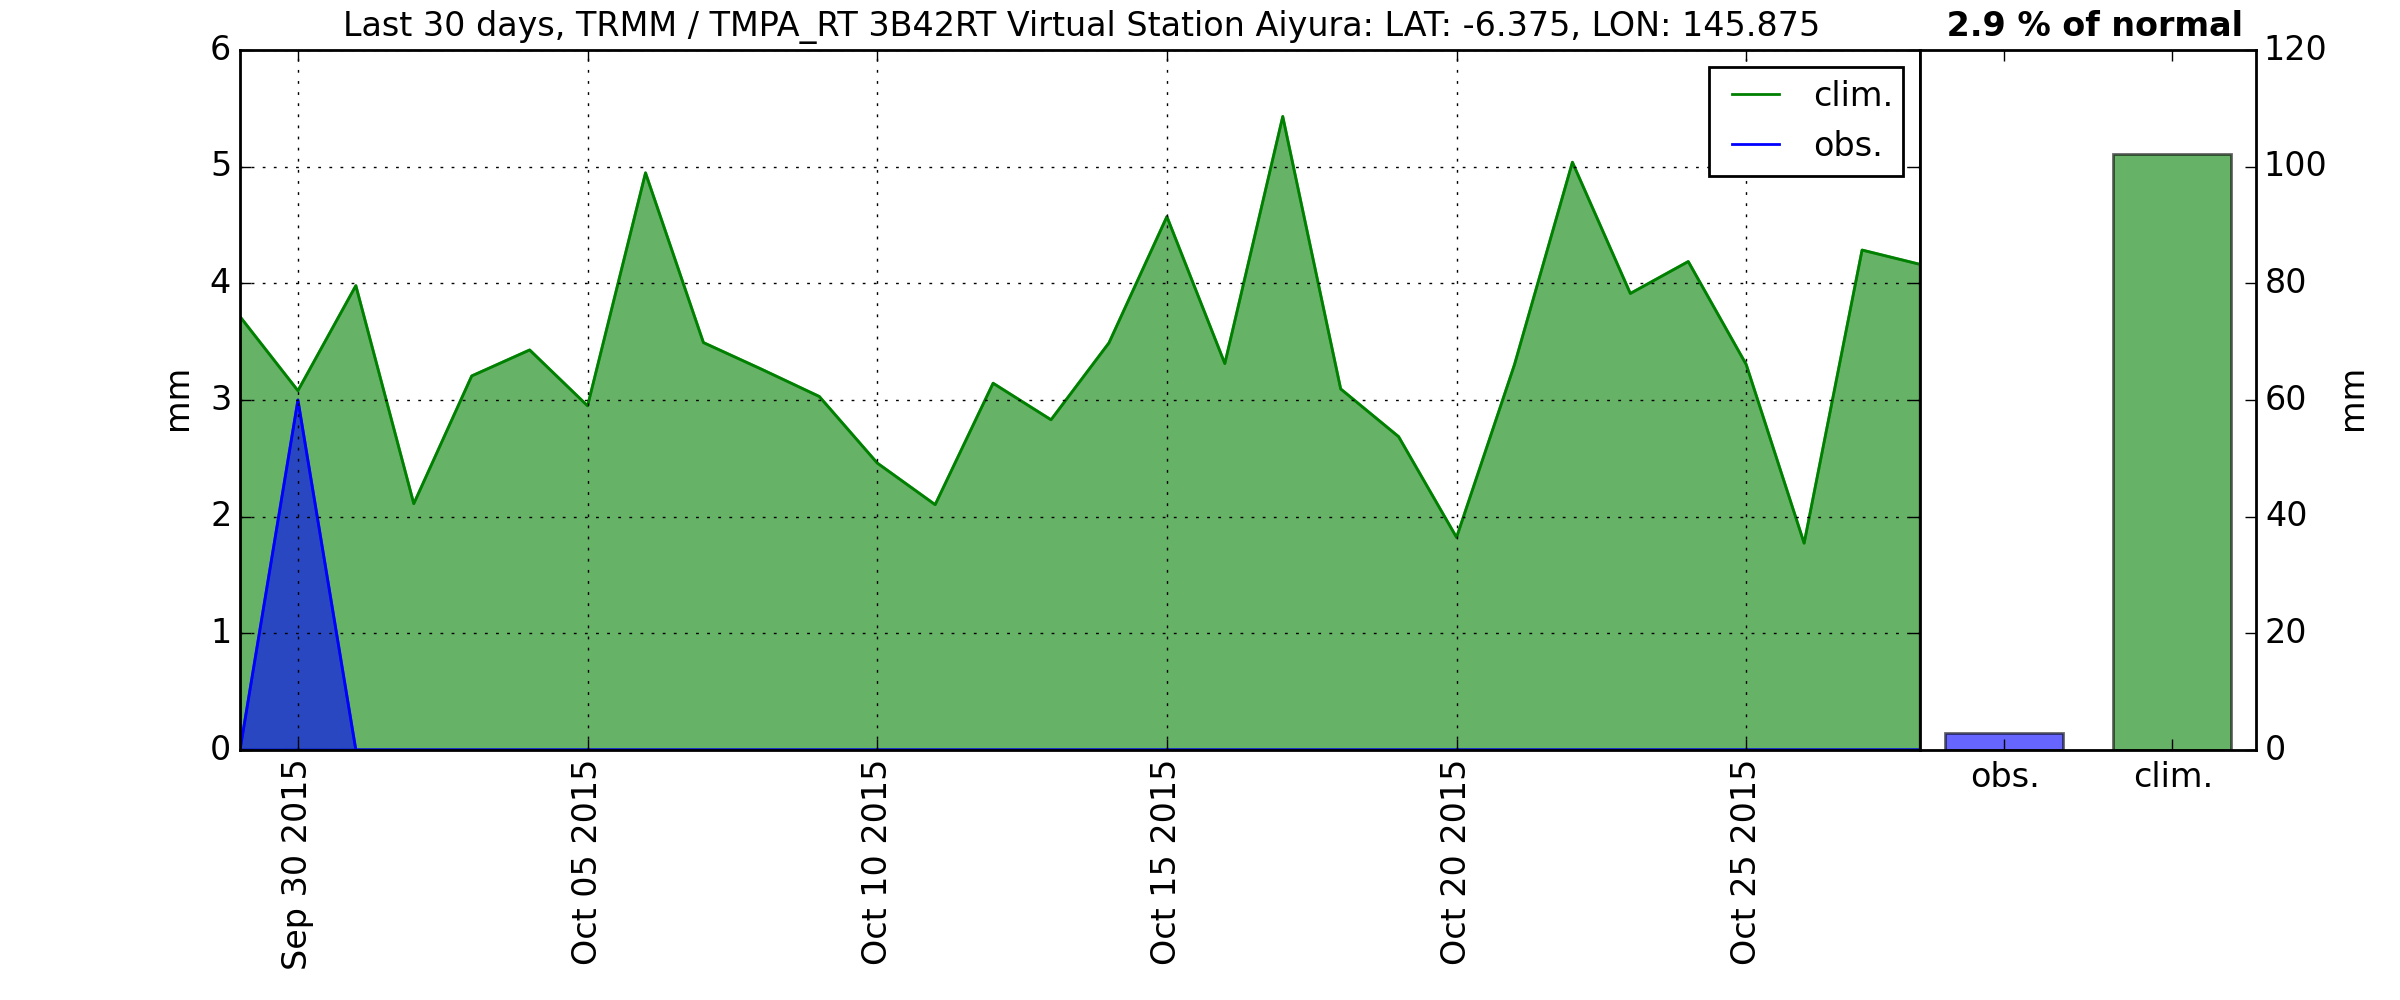 Last 30 days, TRMM / TMPA_RT 3B42RT Virtual Station Aiyura: LAT: -6.375, LON: 145.875
2.9 % of normal
6
5
4
3
2
1
0
mm
clim.
obs.
120
100
80
60
40
20
0
mm
Sep 30 2015
Oct 05 2015
Oct 10 2015
Oct 15 2015
Oct 20 2015
Oct 25 2015
obs.
clim.